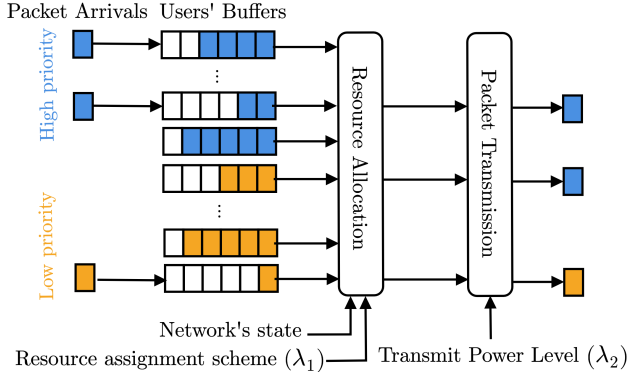 Packet Arrivals Users' Buffers
High priority
...
Resource Allocation
Packet Transmission
...
Low priority
Network's state
Resource assignment scheme (λ₁)
Transmit Power Level (λ₂)